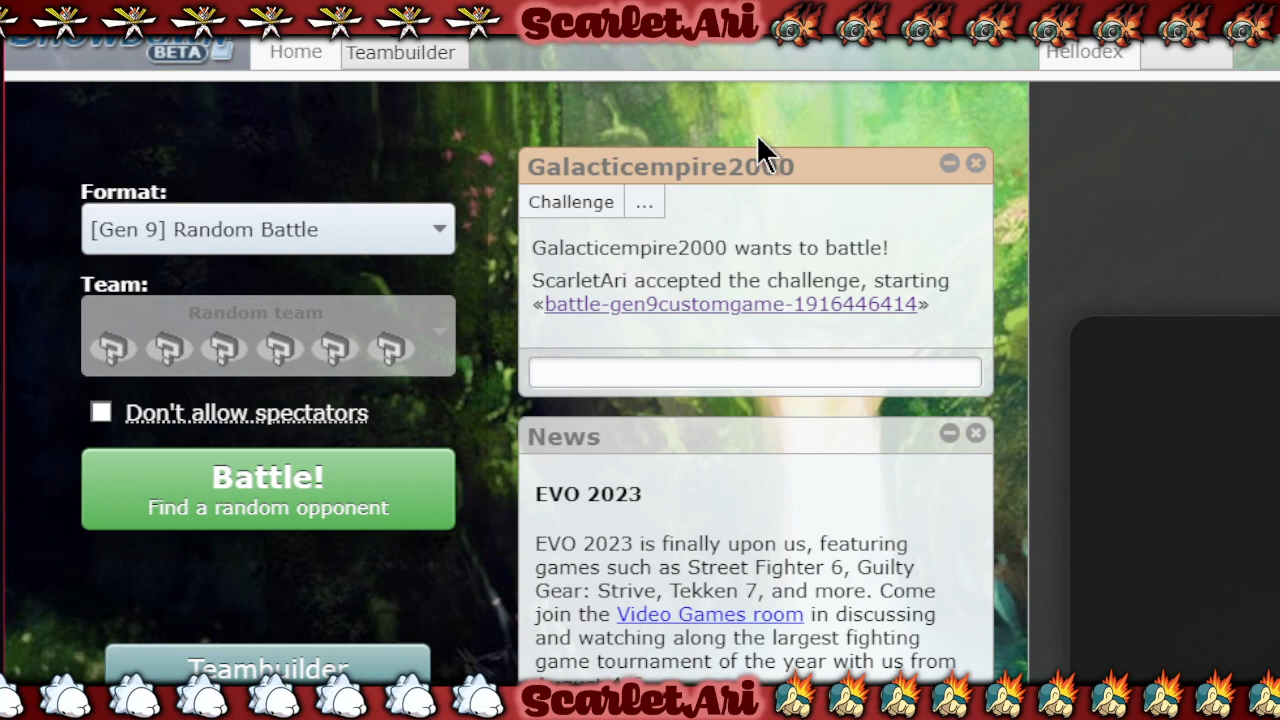 ScarletAri
BETA
Home
Teambuilder
Hellodex
Format:
[Gen 9] Random Battle
Team:
Random team
Don't allow spectators
Battle!
Find a random opponent
Teambuilder
Galacticempire2000
Challenge
...
Galacticempire2000 wants to battle!
ScarletAri accepted the challenge, starting
«battle-gen9customgame-1916446414»
News
EVO 2023
EVO 2023 is finally upon us, featuring
games such as Street Fighter 6, Guilty
Gear: Strive, Tekken 7, and more. Come
join the Video Games room in discussing
and watching along the largest fighting
game tournament of the year with us from
ScarletAri